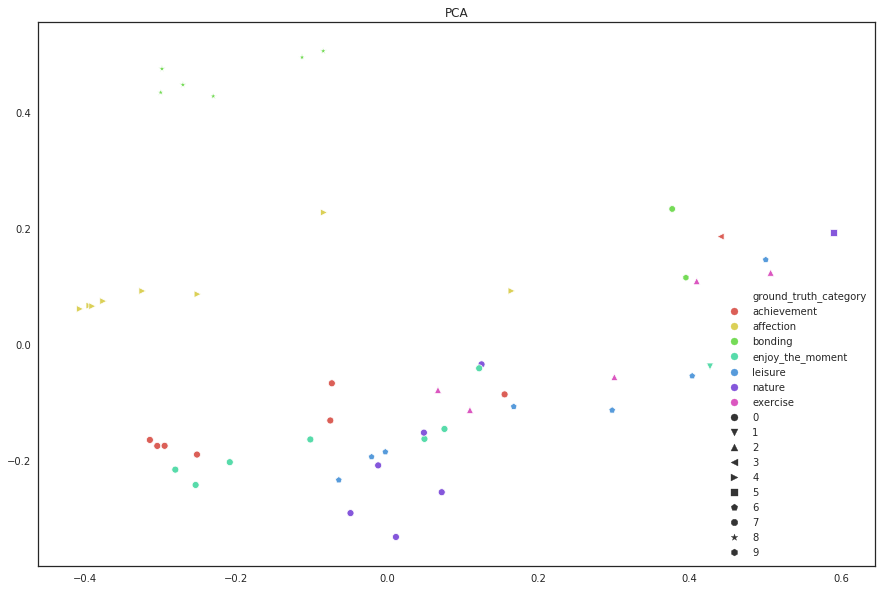 PCA
0.4
0.2
0.0
−0.2
−0.4
−0.2
0.0
0.2
0.4
0.6
ground_truth_category
achievement
affection
bonding
enjoy_the_moment
leisure
nature
exercise
0
1
2
3
4
5
6
7
8
9